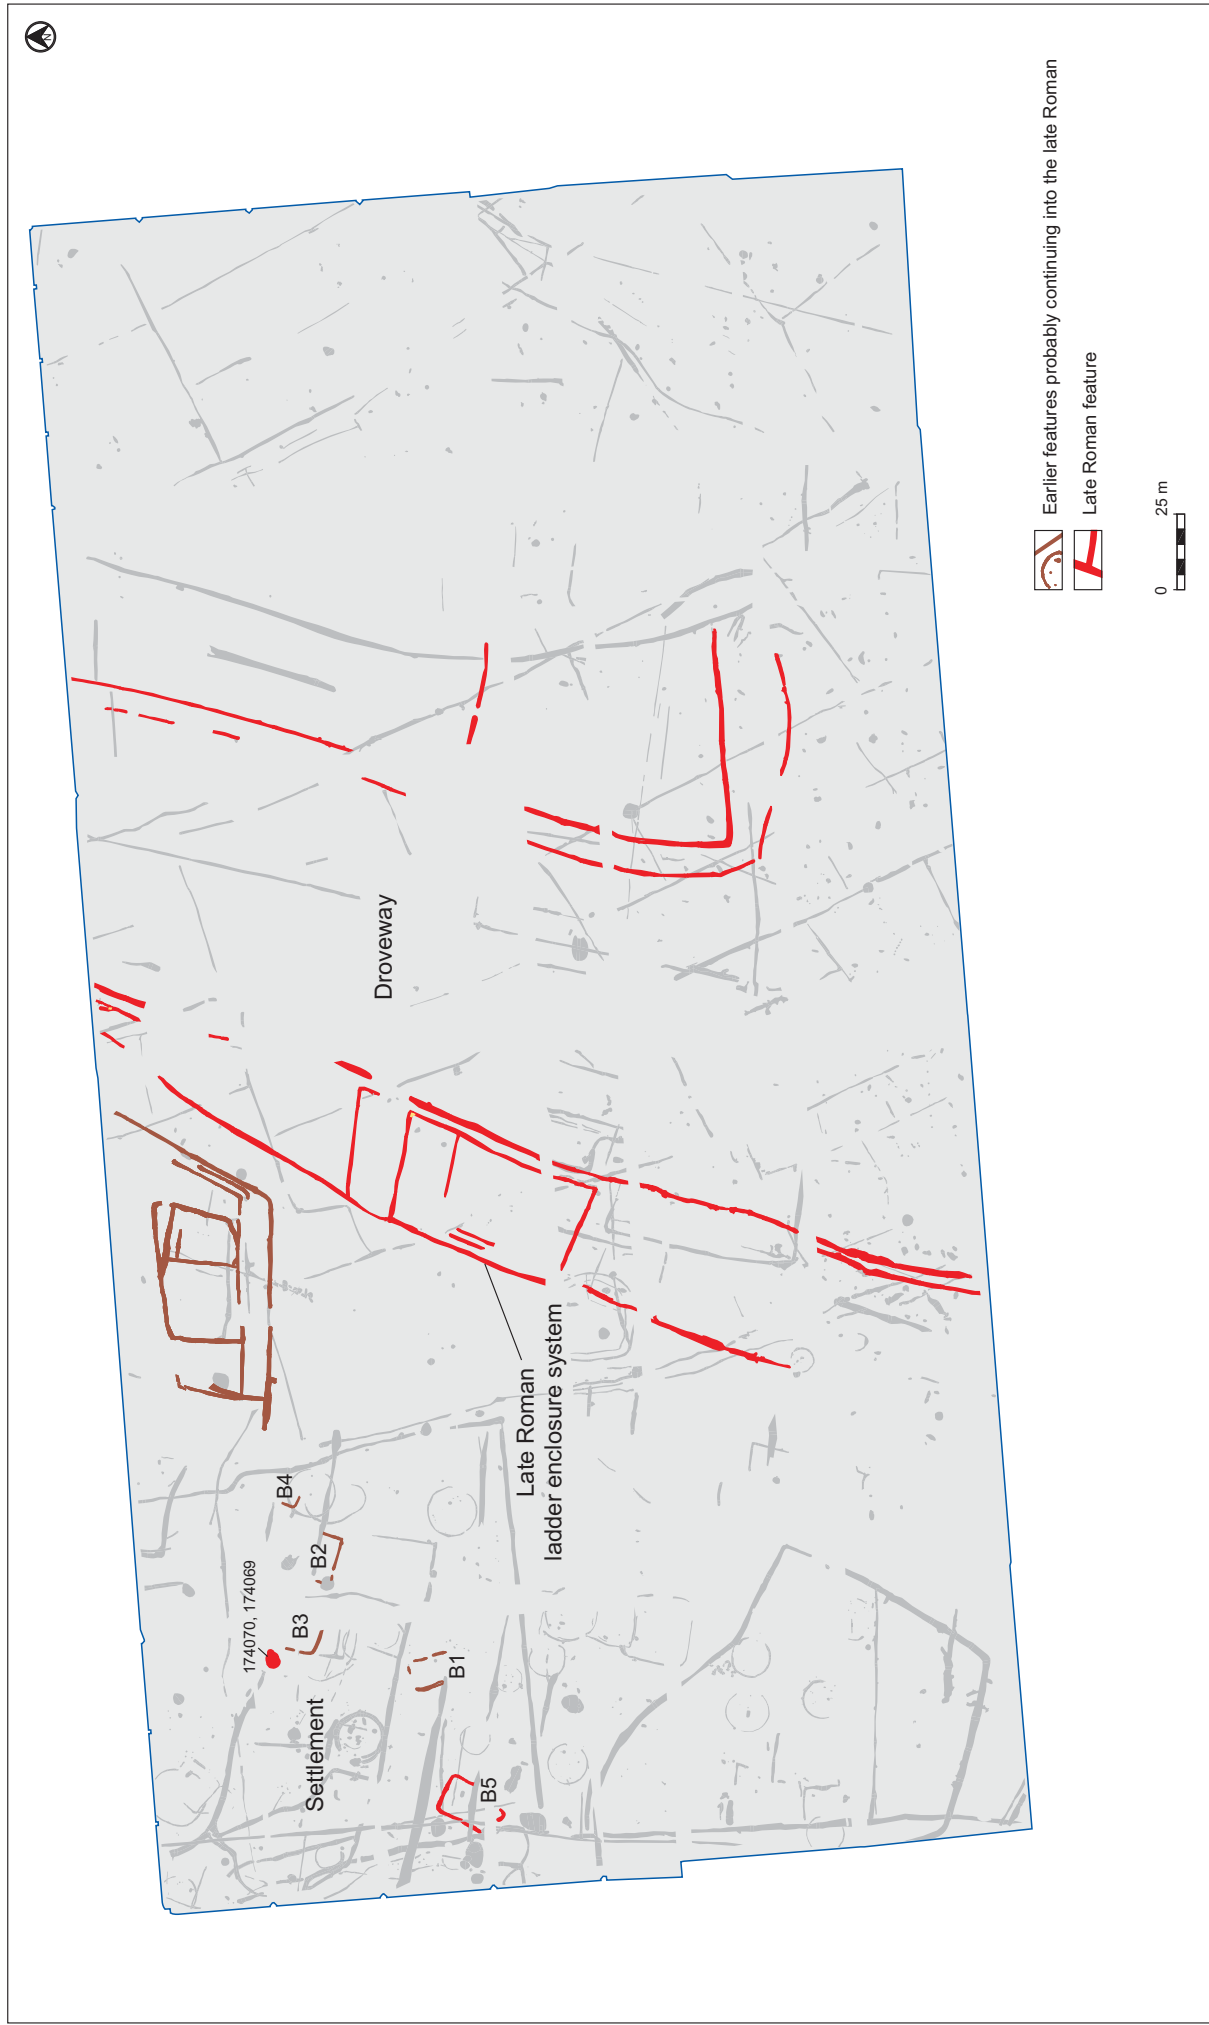 N
Droveway
Late Roman
ladder enclosure system
B4
B2
174070, 174069
B3
B1
Settlement
B5
Earlier features probably continuing into the late Roman
Late Roman feature
0
25 m